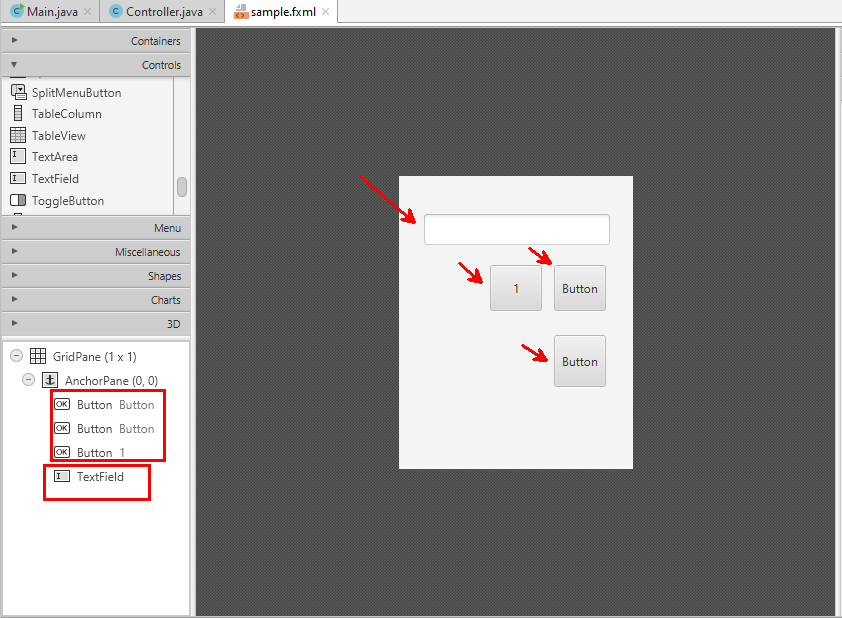 Main.java Controller.java sample.fxml
Containers
Controls
SplitMenuButton
TableColumn
TableView
TextArea
TextField
ToggleButton
Menu
Miscellaneous
Shapes
Charts
3D
GridPane (1 x 1)
AnchorPane (0, 0)
OK Button Button
OK Button Button
OK Button 1
TextField
1 Button
Button